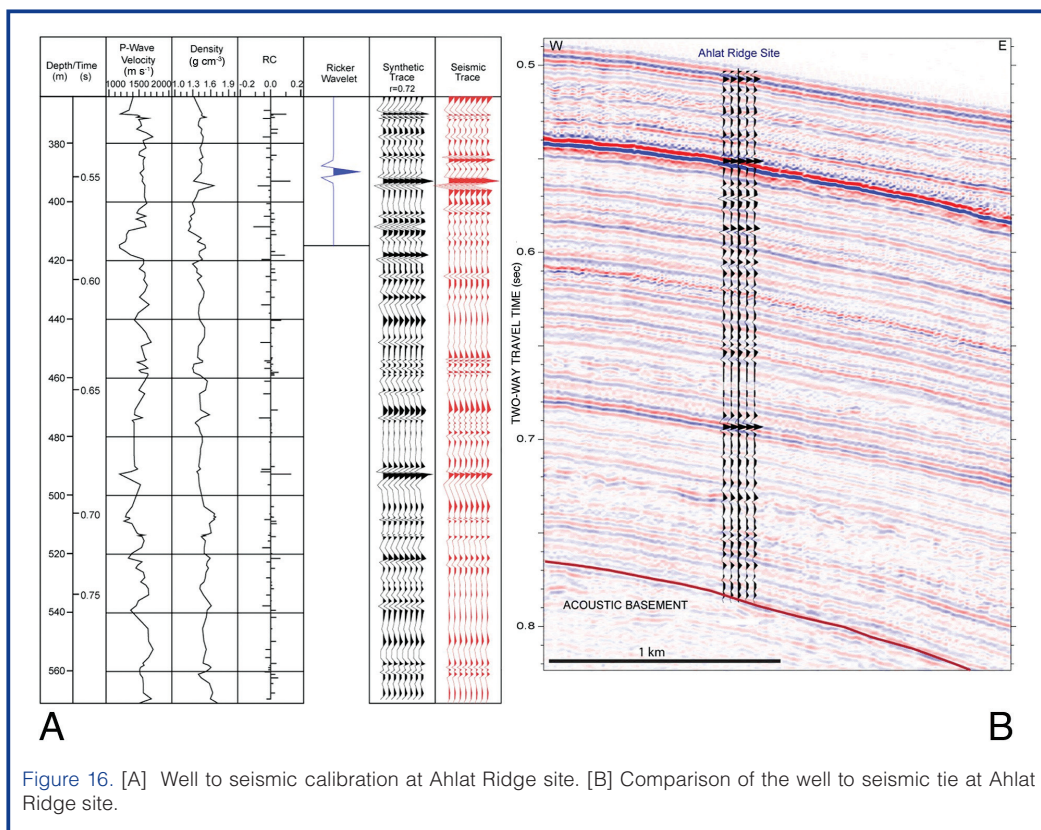 P-Wave
Velocity
(m s⁻¹)
Density
(g cm⁻³)
Depth/Time
(m) (s)
RC
Ricker
Wavelet
Synthetic
Trace
r=0.72
Seismic
Trace
1000 1500 2000
1.0 1.3 1.6 1.9
-0.2 0.0 0.2
380
0.55
400
420
0.60
440
460
0.65
480
500
0.70
520
0.75
540
560
A
W
E
Ahlat Ridge Site
0.5
0.6
TWO-WAY TRAVEL TIME (sec)
0.7
ACOUSTIC BASEMENT
0.8
1 km
B
Figure 16. [A] Well to seismic calibration at Ahlat Ridge site. [B] Comparison of the well to seismic tie at Ahlat
Ridge site.